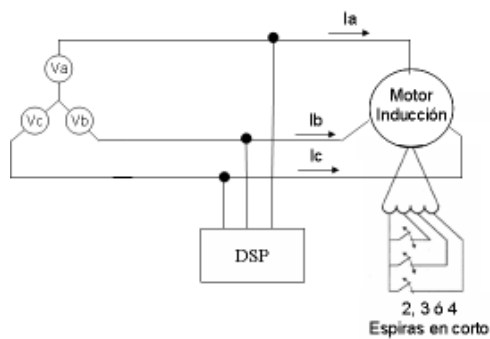 Ia
Va
Motor
Inducción
Vc
Vb
Ib
Ic
DSP
2, 3 ó 4
Espiras en corto